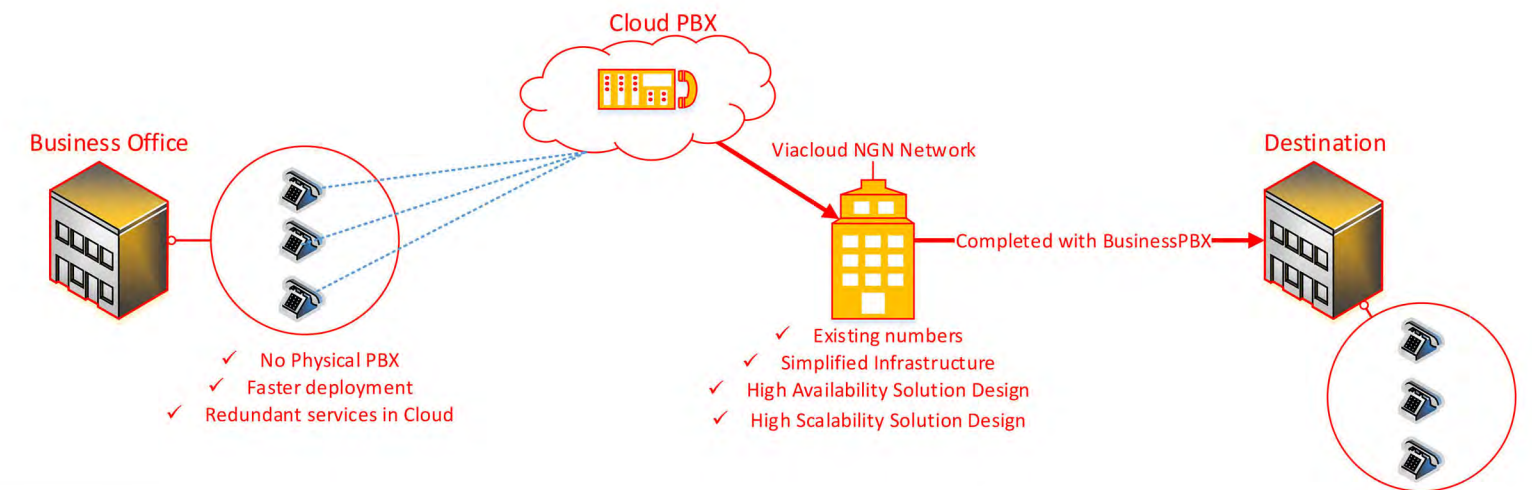 Cloud PBX
Business Office
Viacloud NGN Network
Destination
Completed with BusinessPBX
✓ No Physical PBX
✓ Faster deployment
✓ Redundant services in Cloud
✓ Existing numbers
✓ Simplified Infrastructure
✓ High Availability Solution Design
✓ High Scalability Solution Design